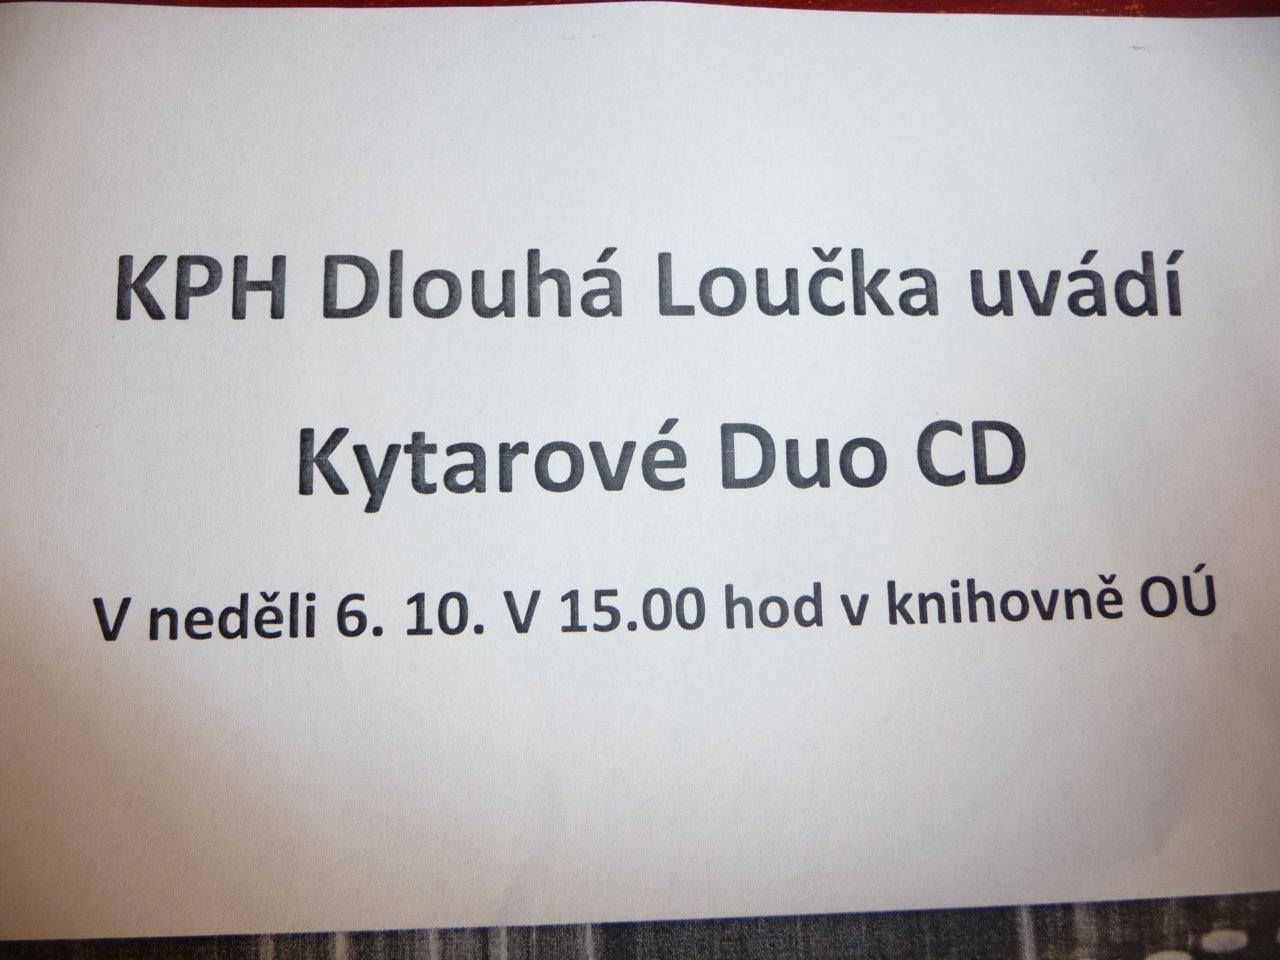 KPH Dlouhá Loučka uvádí
Kytarové Duo CD
V neděli 6. 10. V 15.00 hod v knihovně OÚ